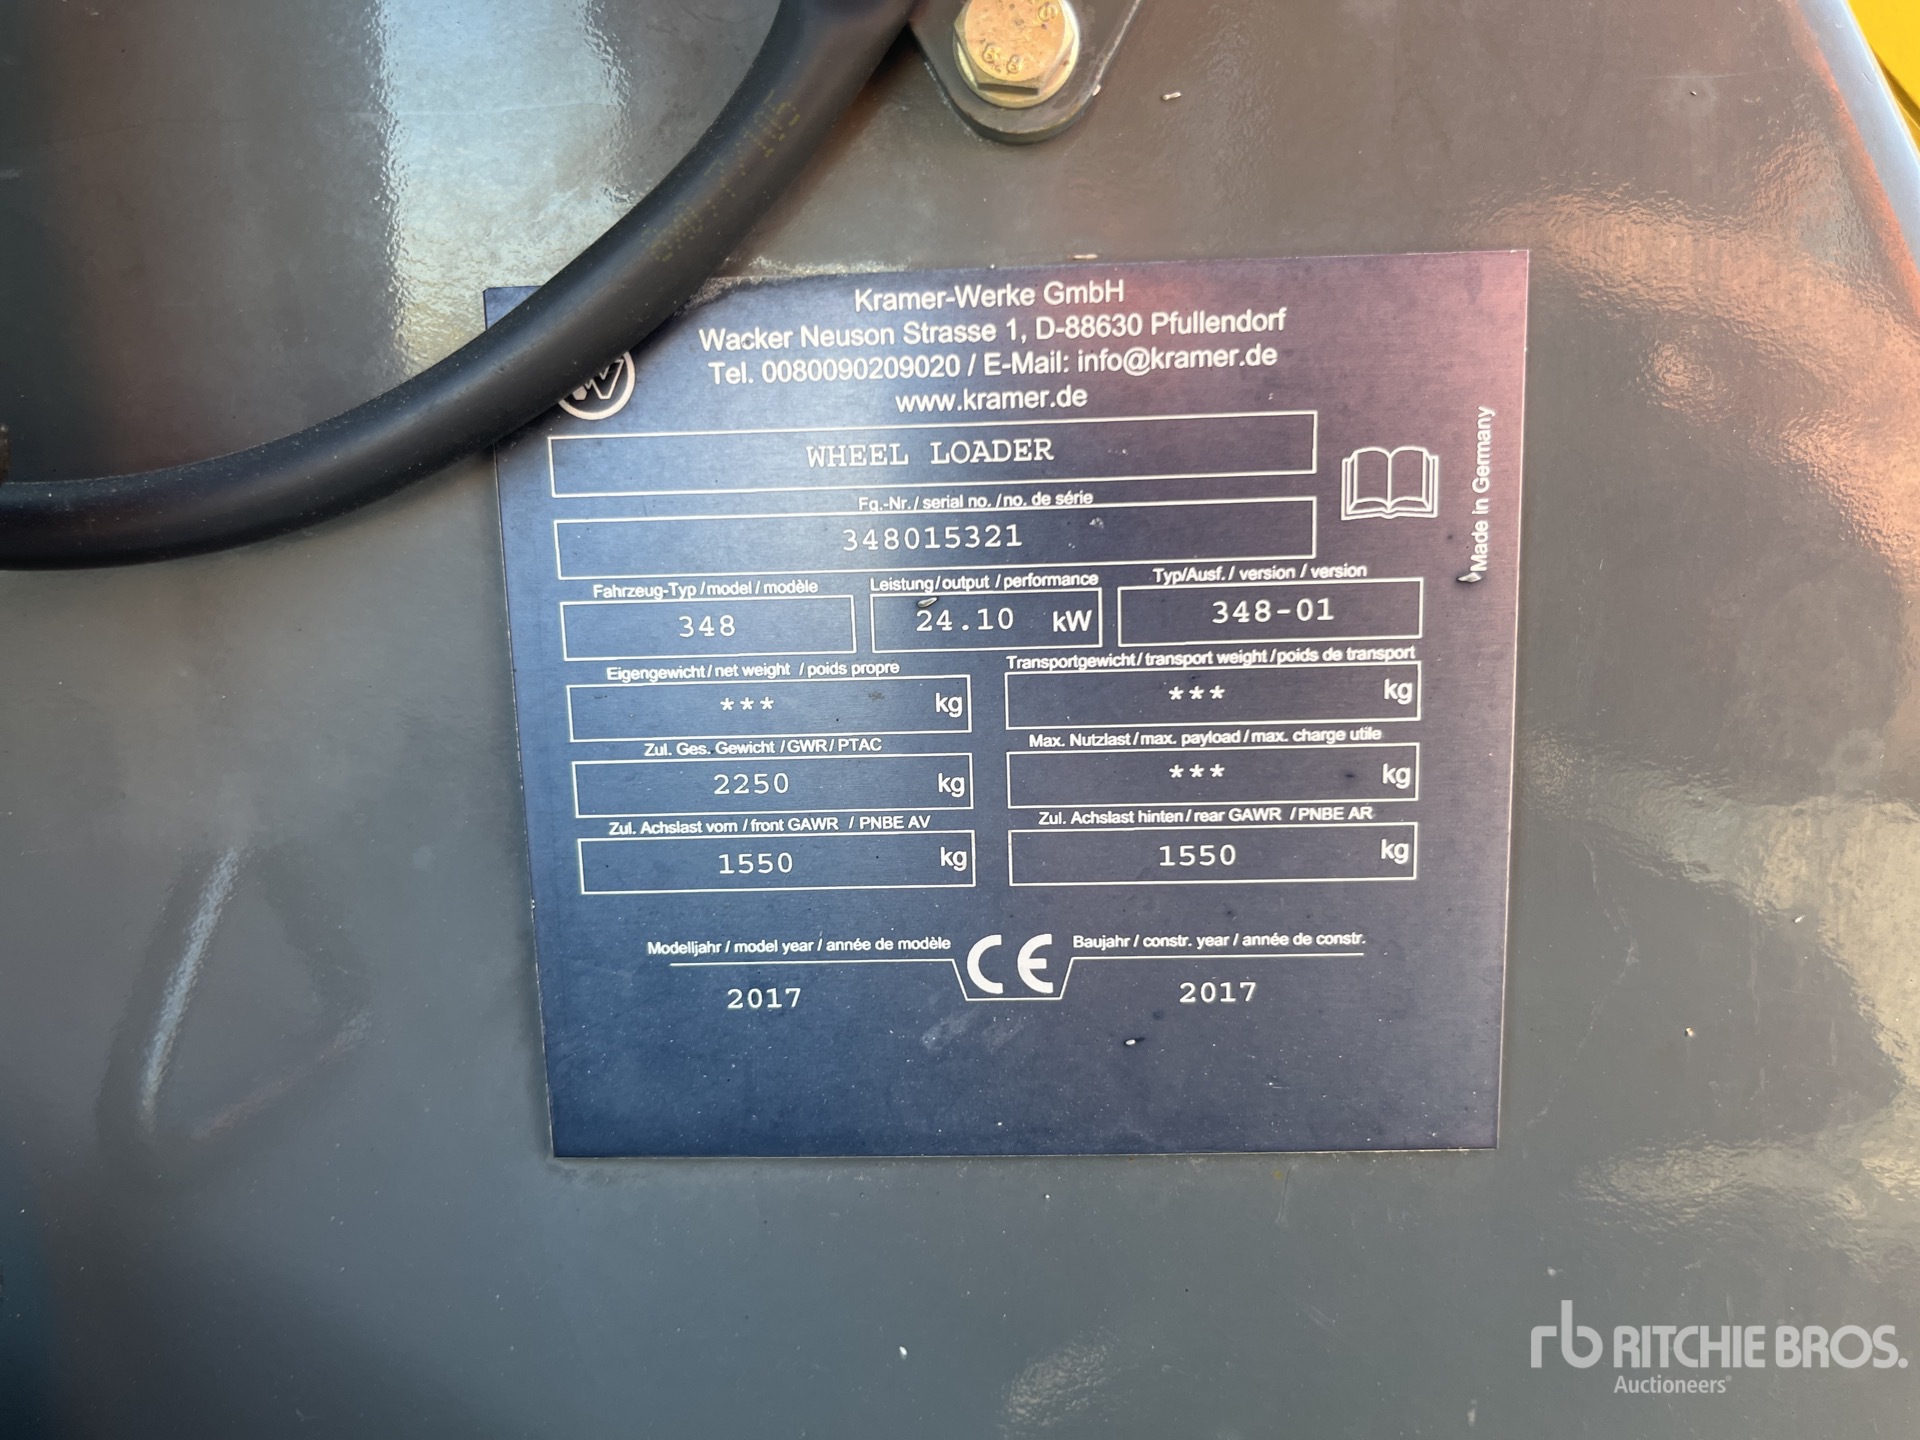 8.8
Kramer-Werke GmbH
Wacker Neuson Strasse 1, D-88630 Pfullendorf
Tel. 0080090209020 / E-Mail: info@kramer.de
www.kramer.de
WHEEL LOADER
Made in Germany
Fg.-Nr. / serial no. / no. de série
348015321
Fahrzeug-Typ / model / modèle
Leistung / output / performance
Typ/Ausf. / version / version
348
24.10 kW
348-01
Eigengewicht / net weight / poids propre
Transportgewicht / transport weight / poids de transport
*** kg
*** kg
Zul. Ges. Gewicht / GWR / PTAC
Max. Nutzlast / max. payload / max. charge utile
2250 kg
*** kg
Zul. Achslast vorn / front GAWR / PNBE AV
Zul. Achslast hinten / rear GAWR / PNBE AR
1550 kg
1550 kg
Modelljahr / model year / année de modèle
CE
Baujahr / constr. year / année de constr.
2017
2017
rb RITCHIE BROS.
Auctioneers